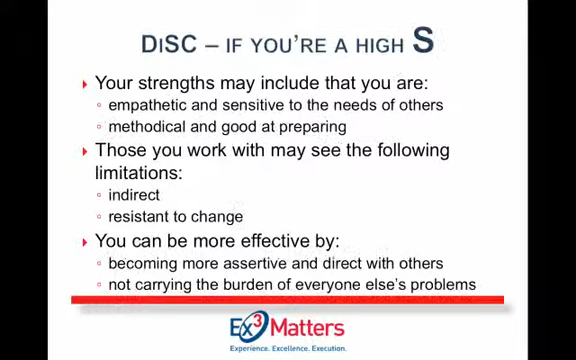 DiSC – IF YOU'RE A HIGH S
Your strengths may include that you are:
empathetic and sensitive to the needs of others
methodical and good at preparing
Those you work with may see the following
limitations:
indirect
resistant to change
You can be more effective by:
becoming more assertive and direct with others
not carrying the burden of everyone else's problems
Ex3Matters
Experience. Excellence. Execution.